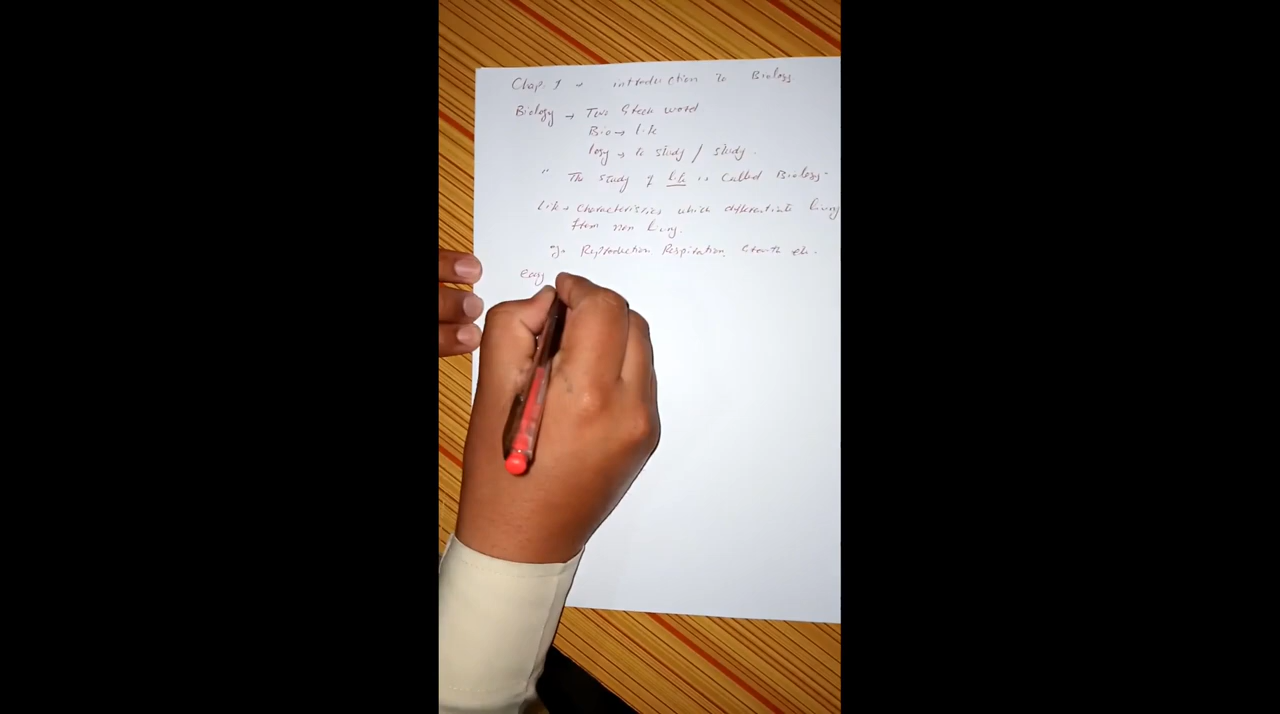 Chap. 1 → introduction to Biology
Biology → Two Greek word
Bio → Life
logy → to study / study.
" The study of life is Called Biology.
Life → Characteristics which differentiate living
from non living.
Reproduction Respiration, Growth etc.
easy